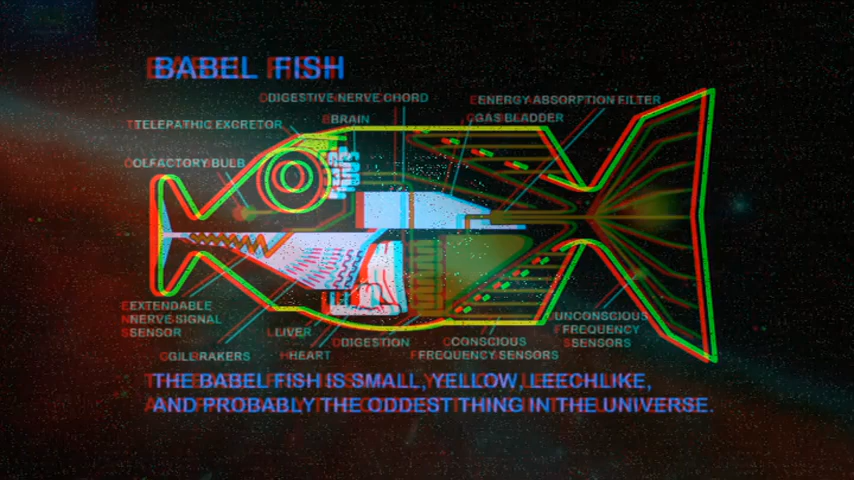 BABEL FISH
DIGESTIVE NERVE CHORD
ENERGY ABSORPTION FILTER
TELEPATHIC EXCRETOR
BRAIN
GAS BLADDER
OLFACTORY BULB
EXTENDABLE
NERVE SIGNAL
SENSOR
LIVER
DIGESTION
CONSCIOUS
FREQUENCY SENSORS
UNCONSCIOUS
FREQUENCY
SENSORS
GILL RAKERS
HEART
THE BABEL FISH IS SMALL, YELLOW, LEECHLIKE,
AND PROBABLY THE ODDEST THING IN THE UNIVERSE.